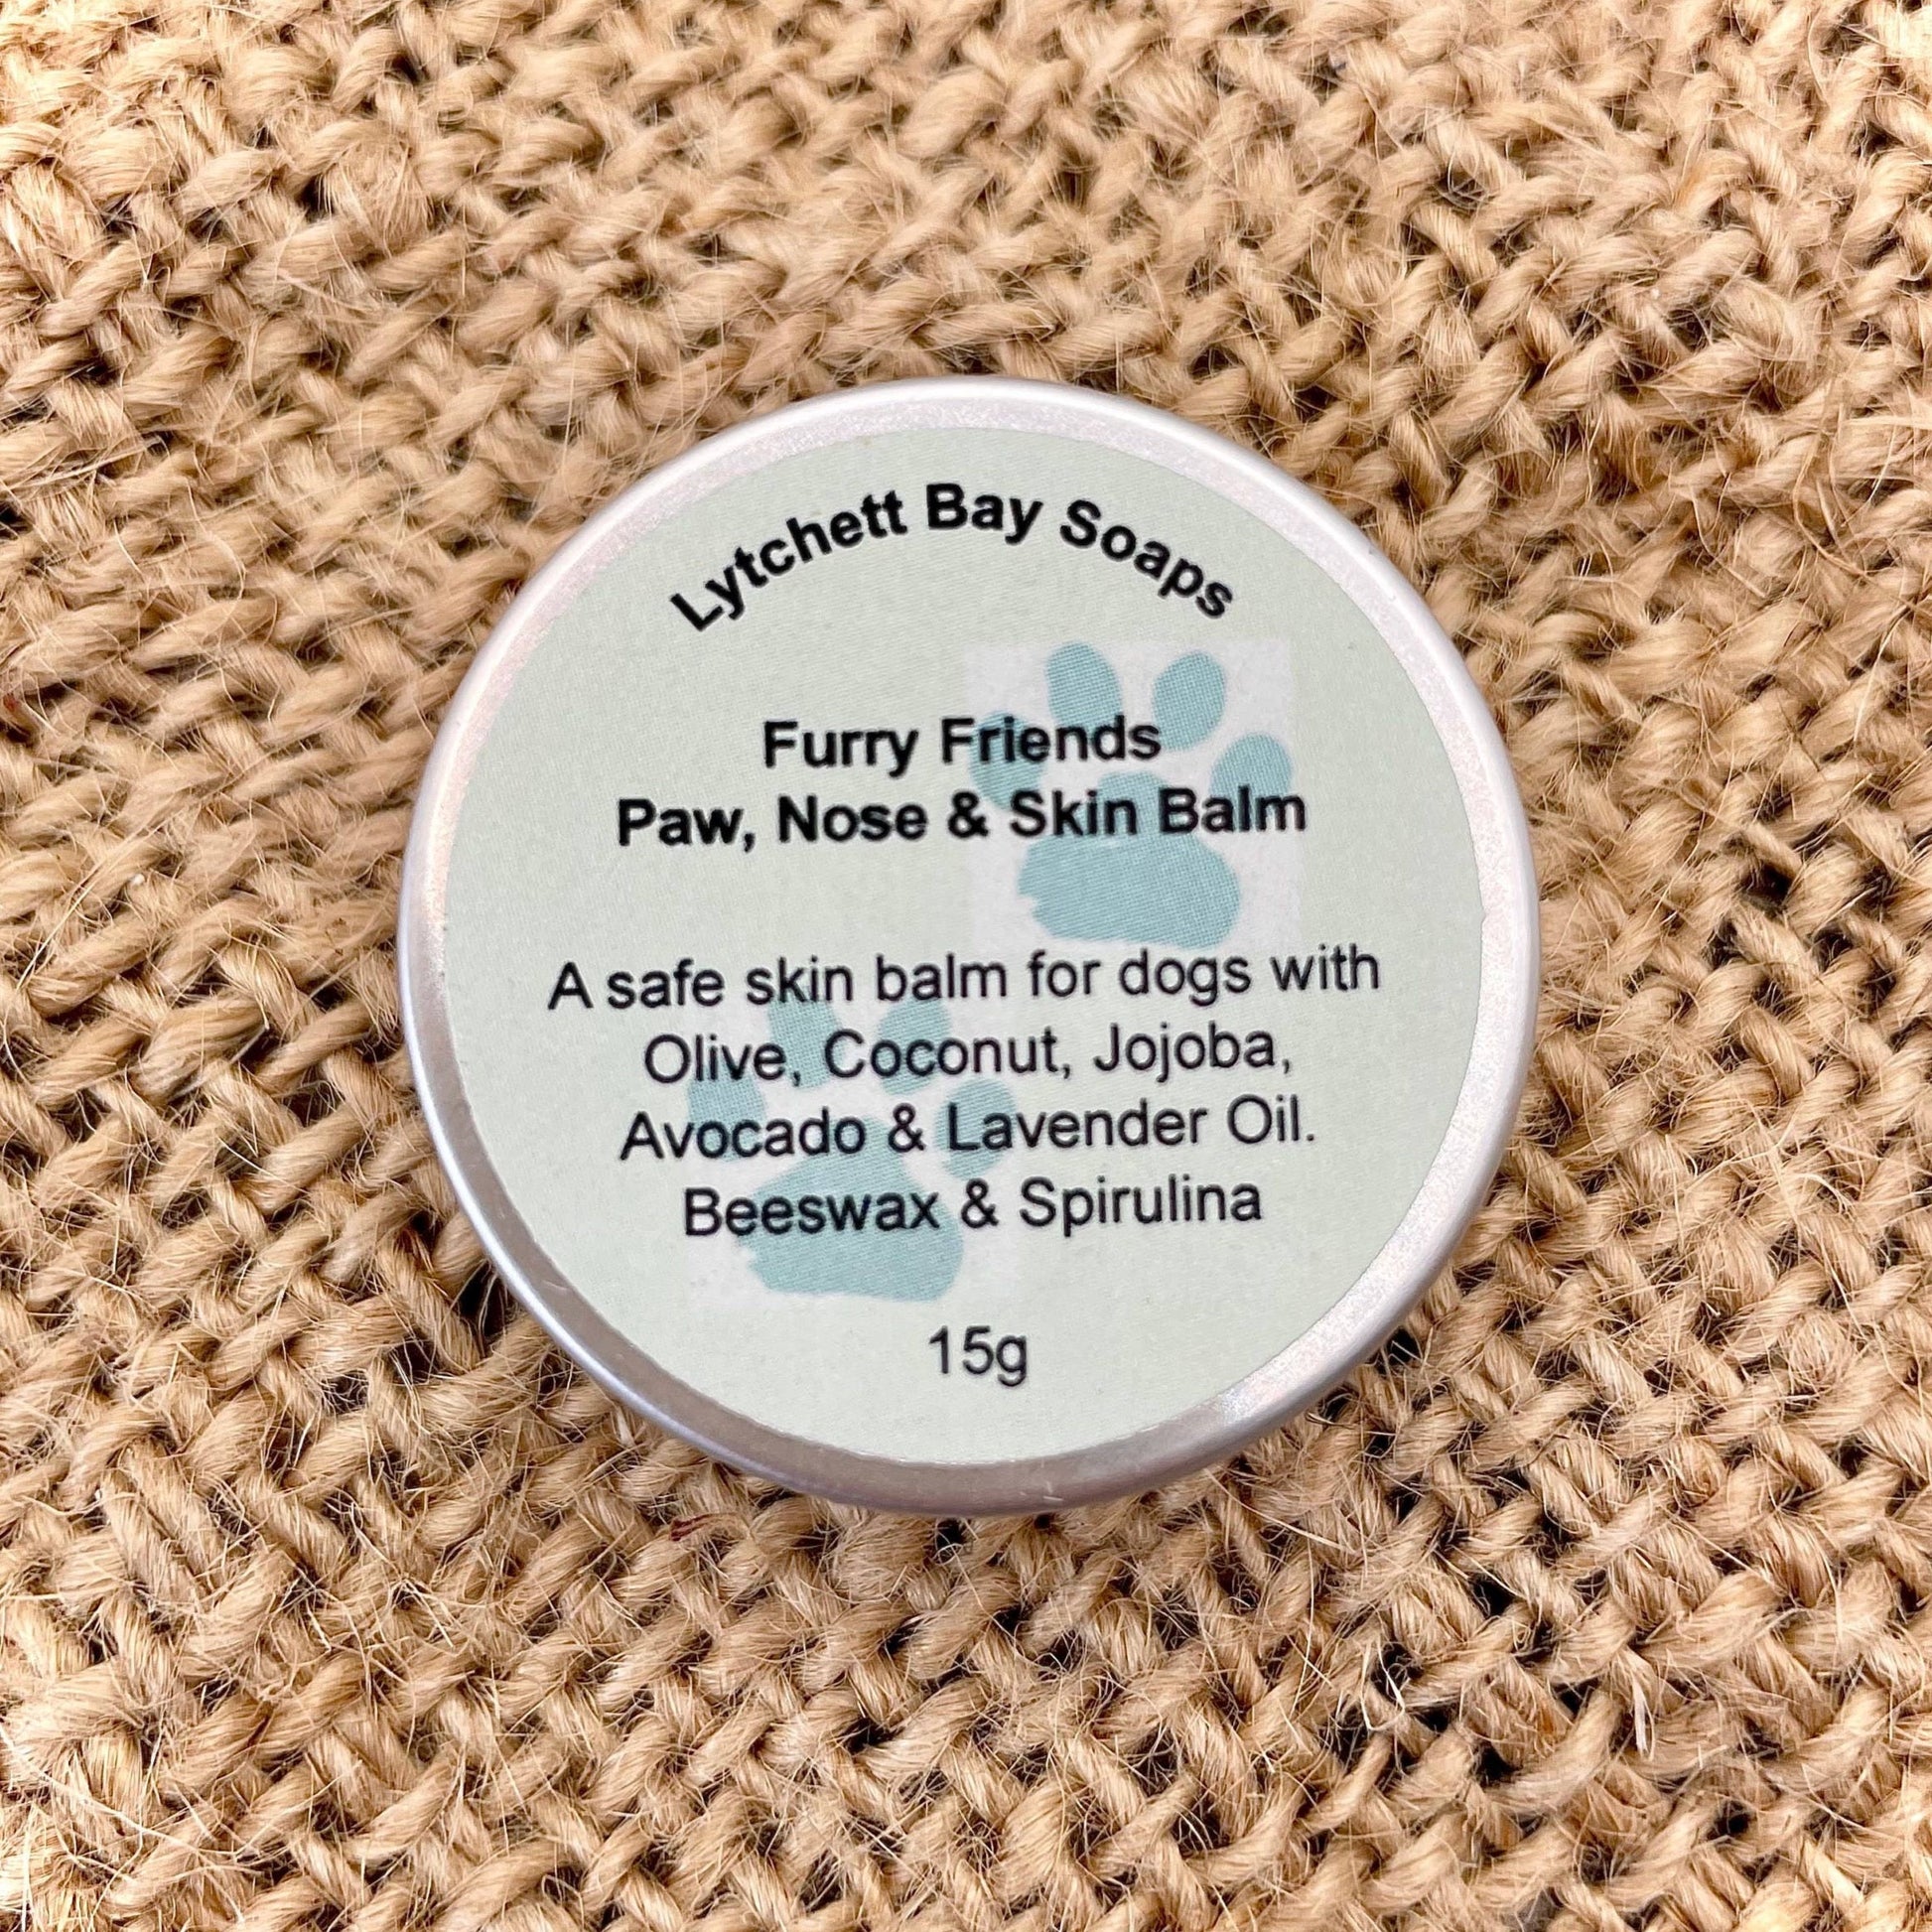 Lytchett Bay Soaps
Furry Friends
Paw, Nose & Skin Balm
A safe skin balm for dogs with
Olive, Coconut, Jojoba,
Avocado & Lavender Oil.
Beeswax & Spirulina
15g